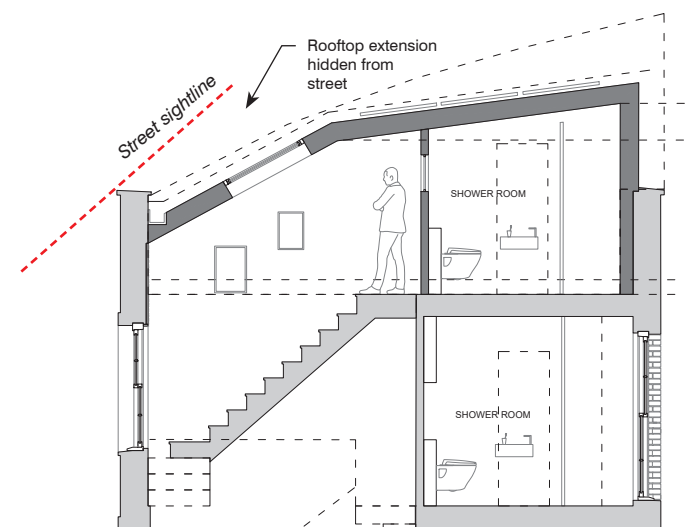 Rooftop extension
hidden from
street
Street sightline
SHOWER ROOM
SHOWER ROOM